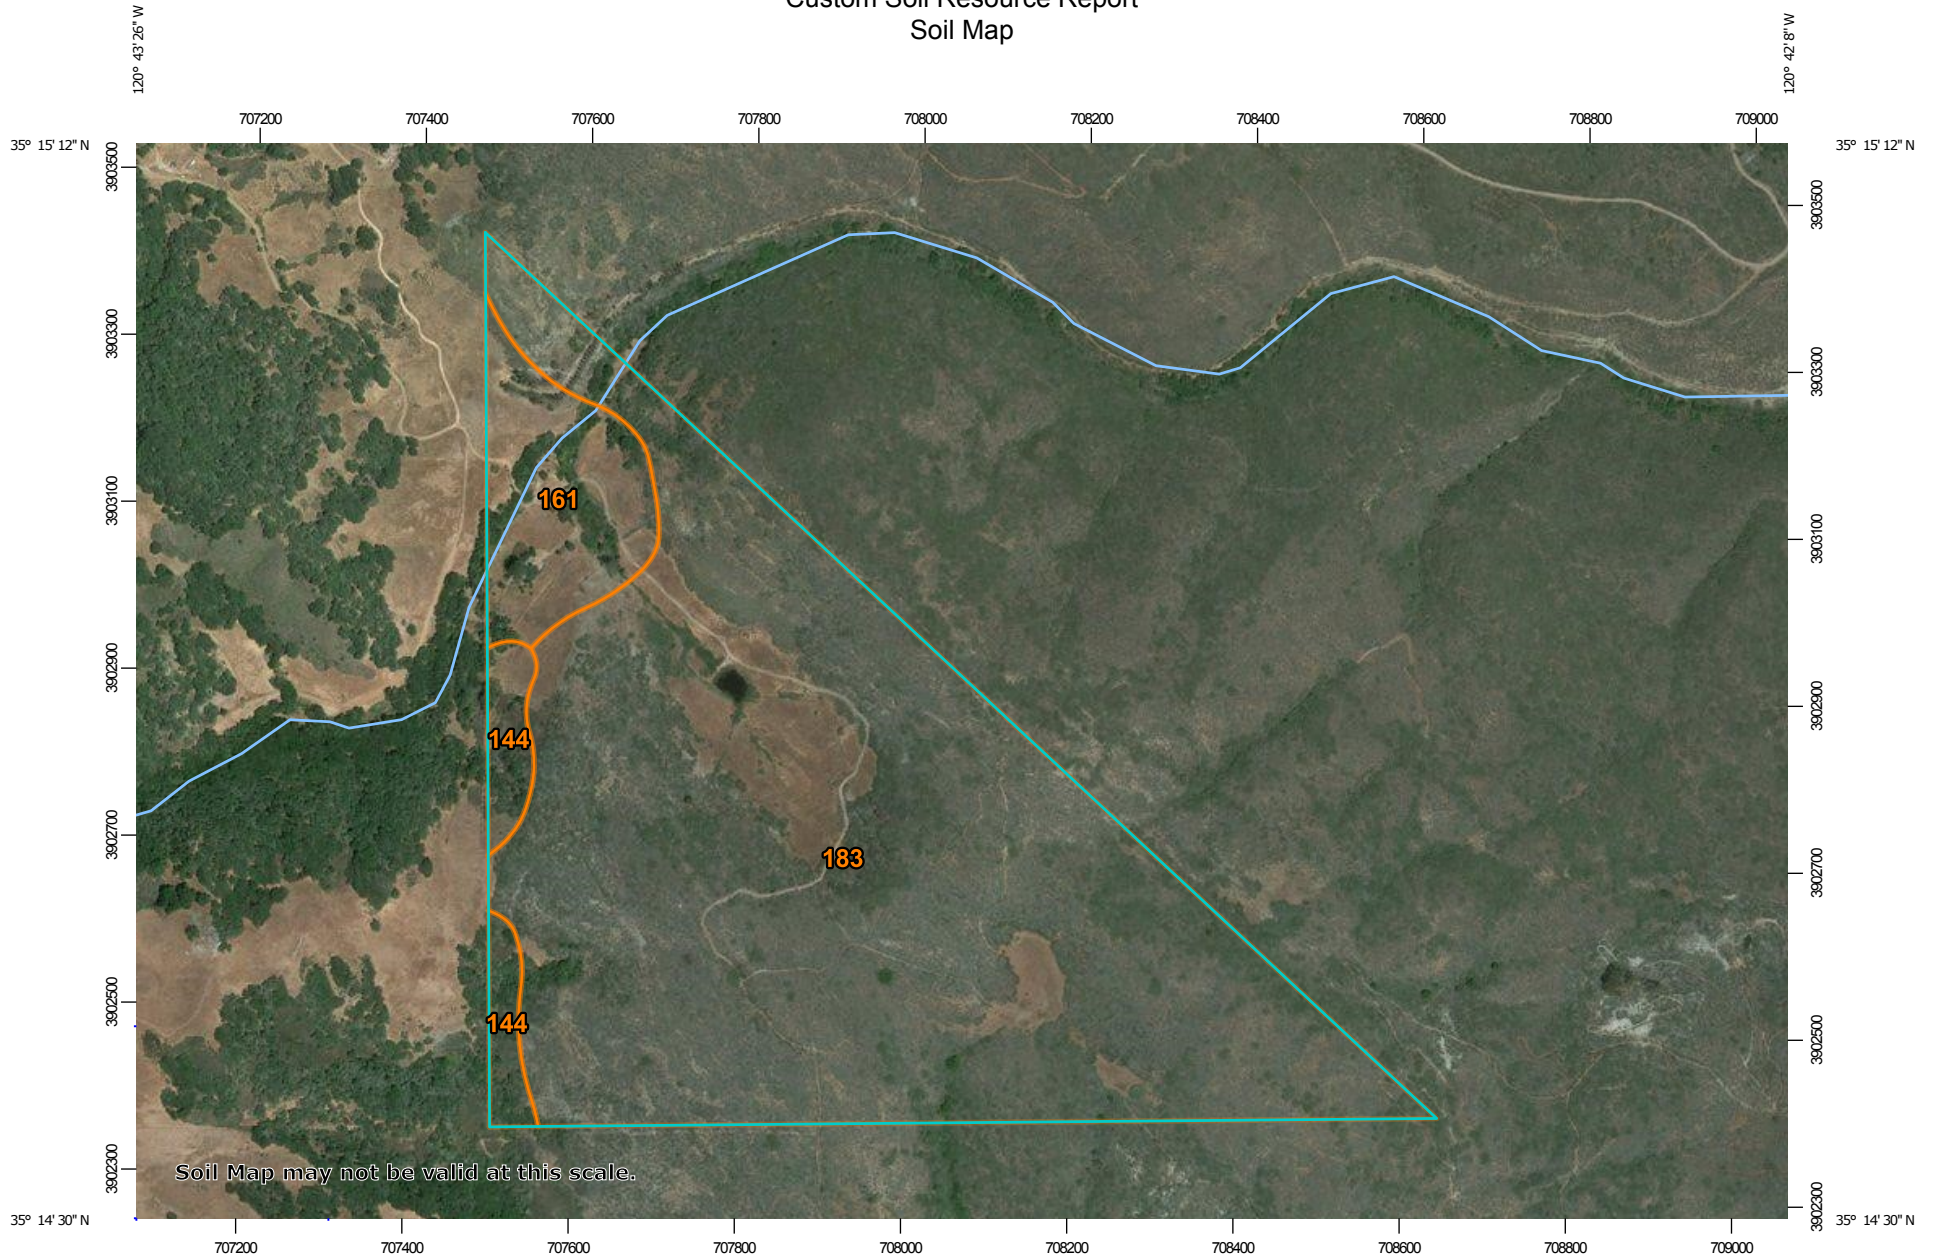 Custom Soil Resource Report
Soil Map
120° 43' 26" W
120° 42' 8" W
707200 707400 707600 707800 708000 708200 708400 708600 708800 709000
35° 15' 12" N
35° 15' 12" N
3903500
3903500
3903300
3903300
3903100
3903100
3902900
3902900
3902700
3902700
3902500
3902500
3902300
3902300
161
144
183
144
Soil Map may not be valid at this scale.
35° 14' 30" N
35° 14' 30" N
707200 707400 707600 707800 708000 708200 708400 708600 708800 709000